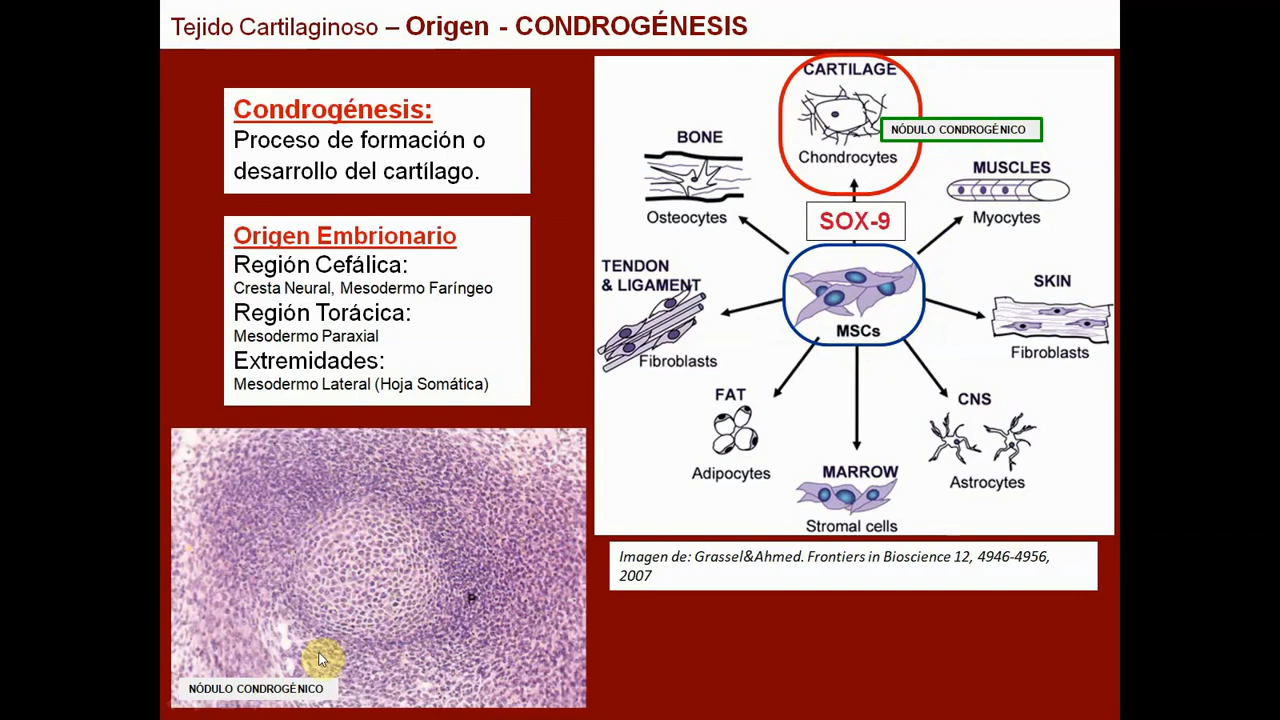 Tejido Cartilaginoso – Origen - CONDROGÉNESIS
Condrogénesis:
Proceso de formación o
desarrollo del cartílago.
Origen Embrionario
Región Cefálica:
Cresta Neural, Mesodermo Faríngeo
Región Torácica:
Mesodermo Paraxial
Extremidades:
Mesodermo Lateral (Hoja Somática)
P
NÓDULO CONDROGÉNICO
CARTILAGE
NÓDULO CONDROGÉNICO
Chondrocytes
BONE
Osteocytes
MUSCLES
Myocytes
SOX-9
TENDON
& LIGAMENT
Fibroblasts
MSCs
SKIN
Fibroblasts
FAT
Adipocytes
MARROW
Stromal cells
CNS
Astrocytes
Imagen de: Grassel&Ahmed. Frontiers in Bioscience 12, 4946-4956,
2007